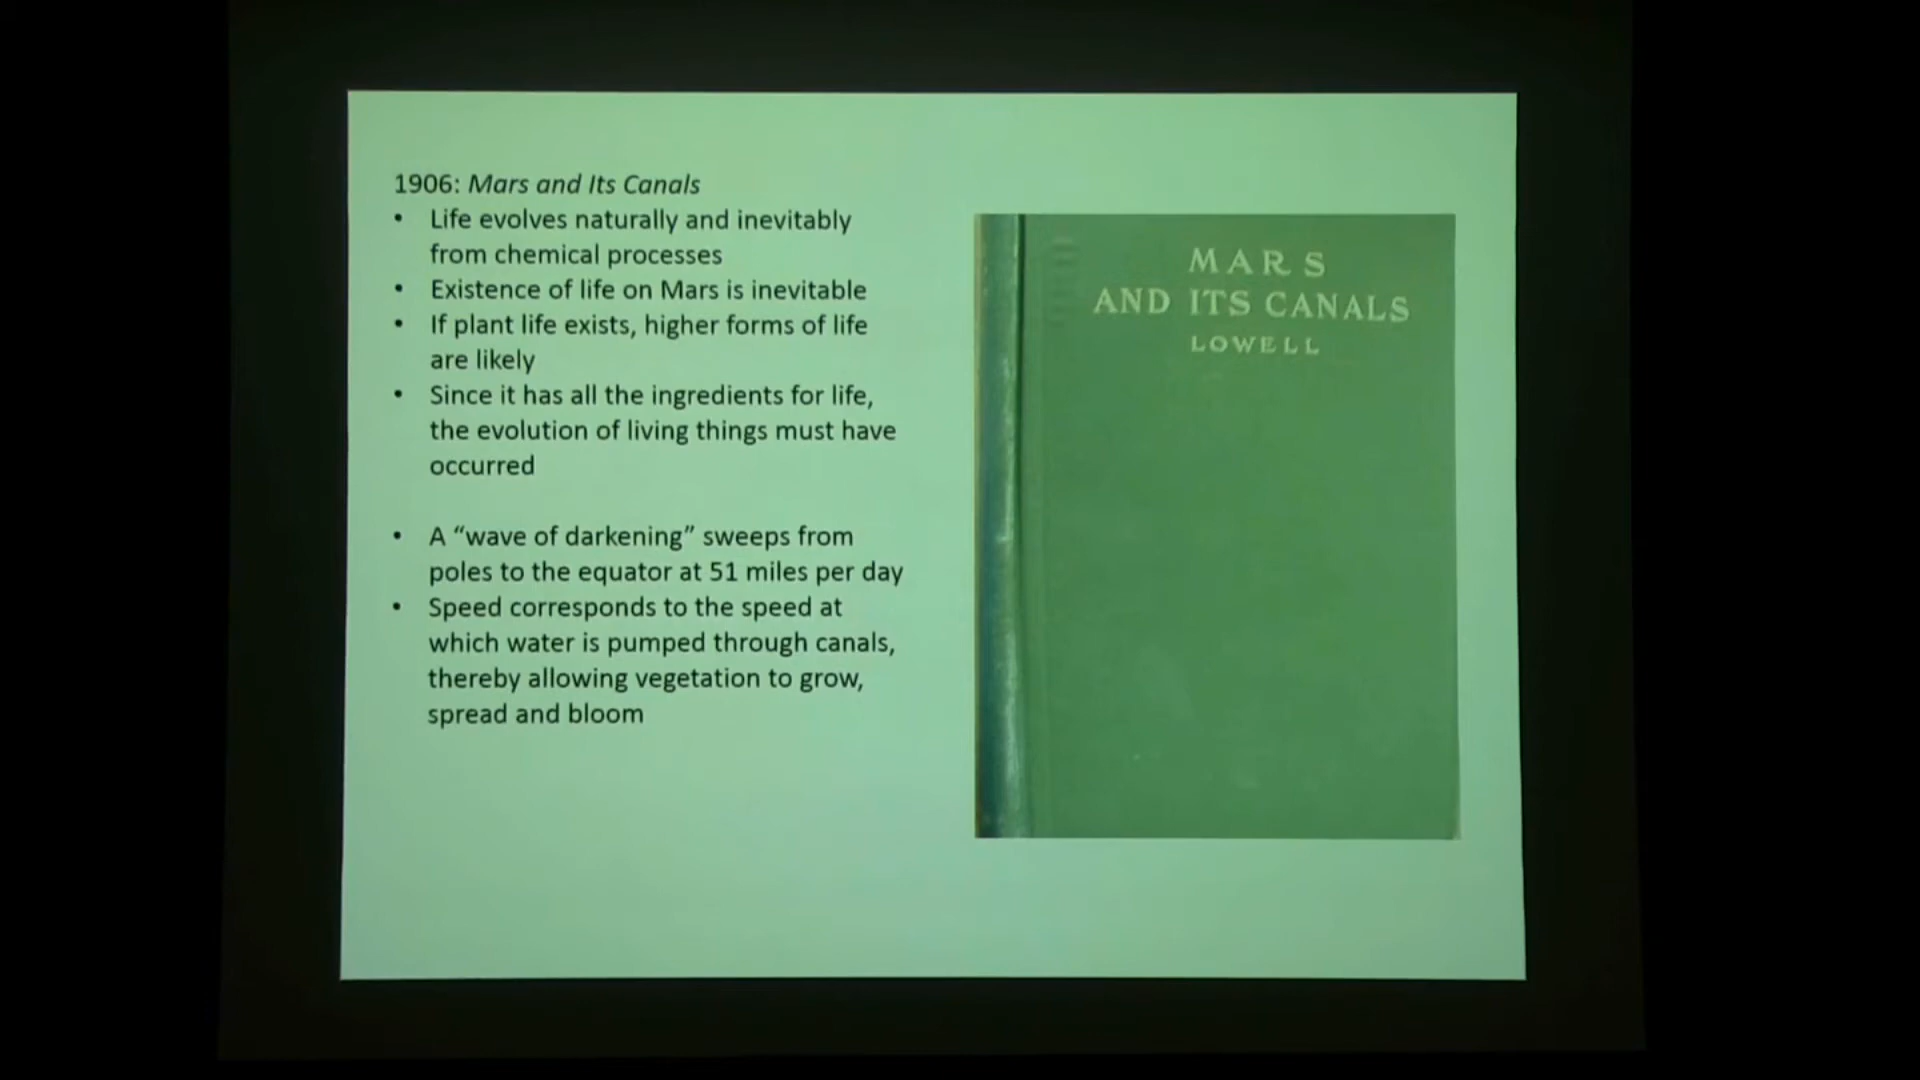 1906: Mars and Its Canals
• Life evolves naturally and inevitably
from chemical processes
• Existence of life on Mars is inevitable
• If plant life exists, higher forms of life
are likely
• Since it has all the ingredients for life,
the evolution of living things must have
occurred
• A “wave of darkening” sweeps from
poles to the equator at 51 miles per day
• Speed corresponds to the speed at
which water is pumped through canals,
thereby allowing vegetation to grow,
spread and bloom
MARS
AND ITS CANALS
LOWELL